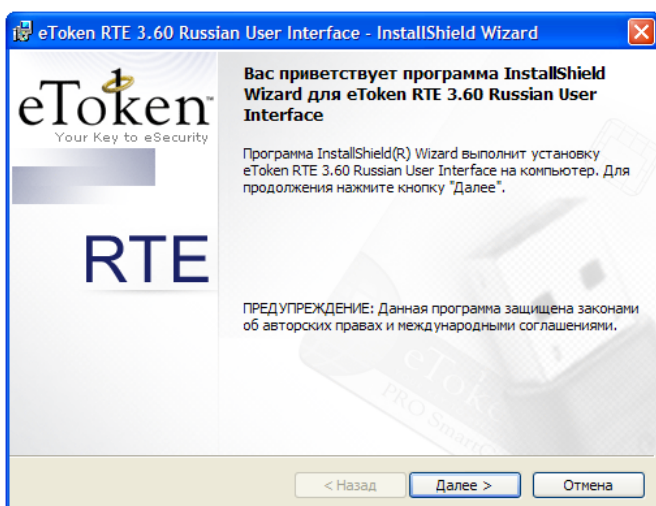 eToken RTE 3.60 Russian User Interface - InstallShield Wizard
eToken
Your Key to eSecurity
RTE
Вас приветствует программа InstallShield
Wizard для eToken RTE 3.60 Russian User
Interface
Программа InstallShield(R) Wizard выполнит установку
eToken RTE 3.60 Russian User Interface на компьютер. Для
продолжения нажмите кнопку "Далее".
ПРЕДУПРЕЖДЕНИЕ: Данная программа защищена законами
об авторских правах и международными соглашениями.
eToken
PRO SmartC
< Назад
Далее >
Отмена